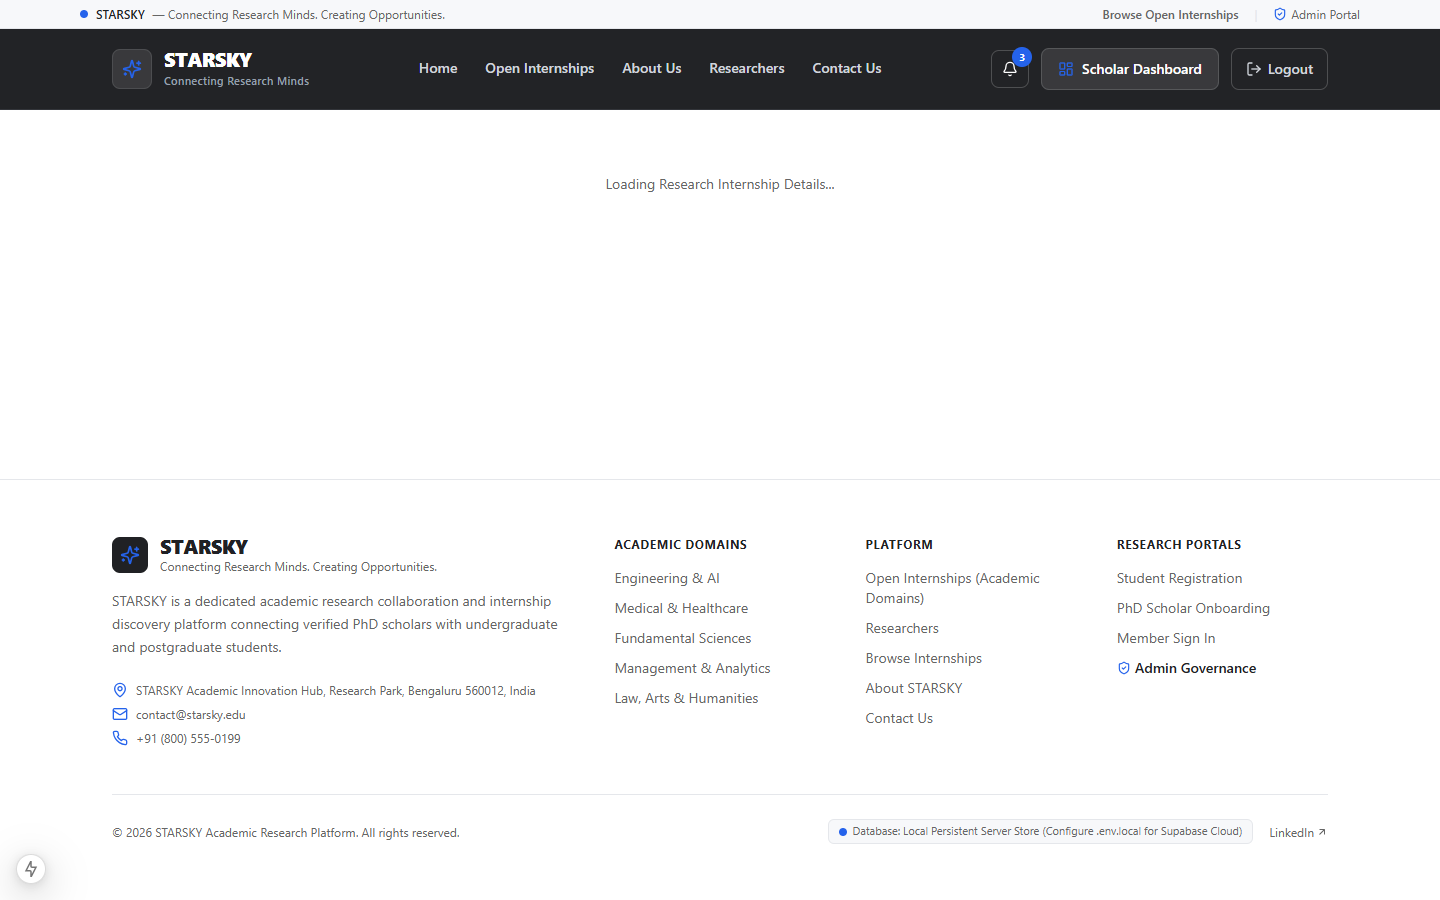 STARSKY — Connecting Research Minds. Creating Opportunities.
Browse Open Internships | Admin Portal
STARSKY
Connecting Research Minds
Home
Open Internships
About Us
Researchers
Contact Us
3
Scholar Dashboard
Logout
Loading Research Internship Details...
STARSKY
Connecting Research Minds. Creating Opportunities.
STARSKY is a dedicated academic research collaboration and internship
discovery platform connecting verified PhD scholars with undergraduate
and postgraduate students.
STARSKY Academic Innovation Hub, Research Park, Bengaluru 560012, India
contact@starsky.edu
+91 (800) 555-0199
ACADEMIC DOMAINS
Engineering & AI
Medical & Healthcare
Fundamental Sciences
Management & Analytics
Law, Arts & Humanities
PLATFORM
Open Internships (Academic
Domains)
Researchers
Browse Internships
About STARSKY
Contact Us
RESEARCH PORTALS
Student Registration
PhD Scholar Onboarding
Member Sign In
Admin Governance
© 2026 STARSKY Academic Research Platform. All rights reserved.
Database: Local Persistent Server Store (Configure .env.local for Supabase Cloud)
LinkedIn ↗